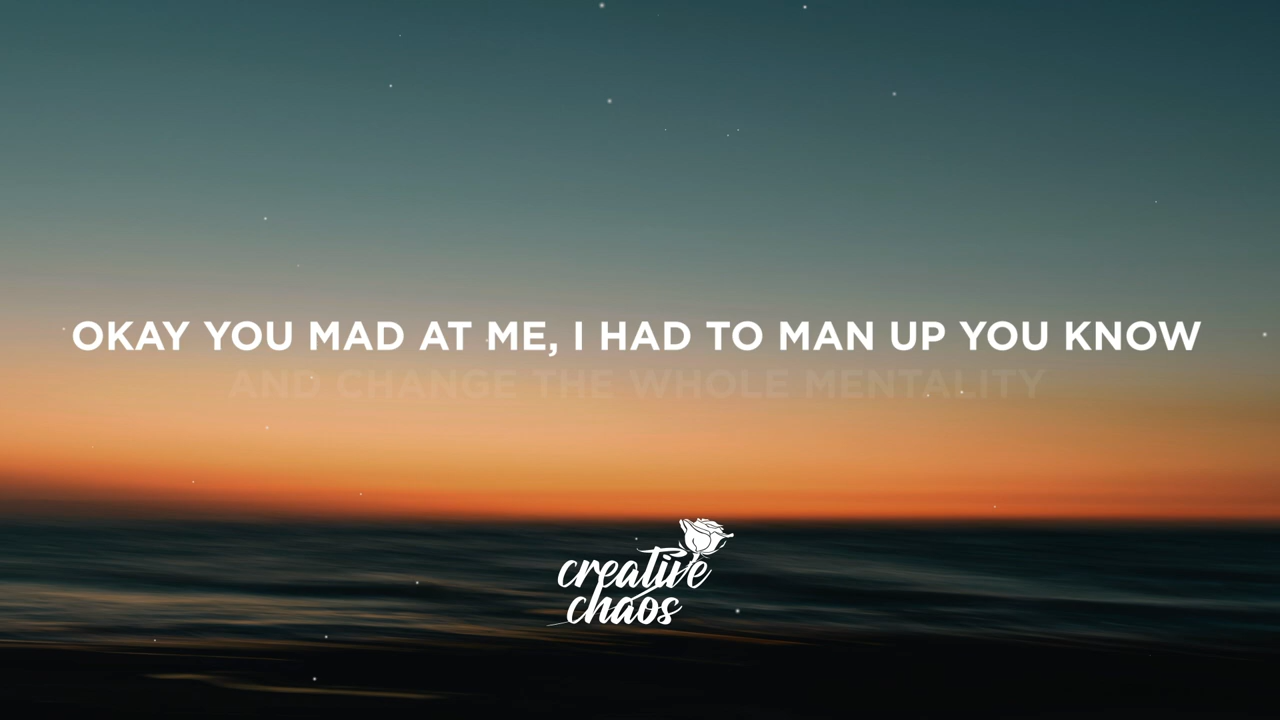 OKAY YOU MAD AT ME, I HAD TO MAN UP YOU KNOW
AND CHANGE THE WHOLE MENTALITY
creative
chaos